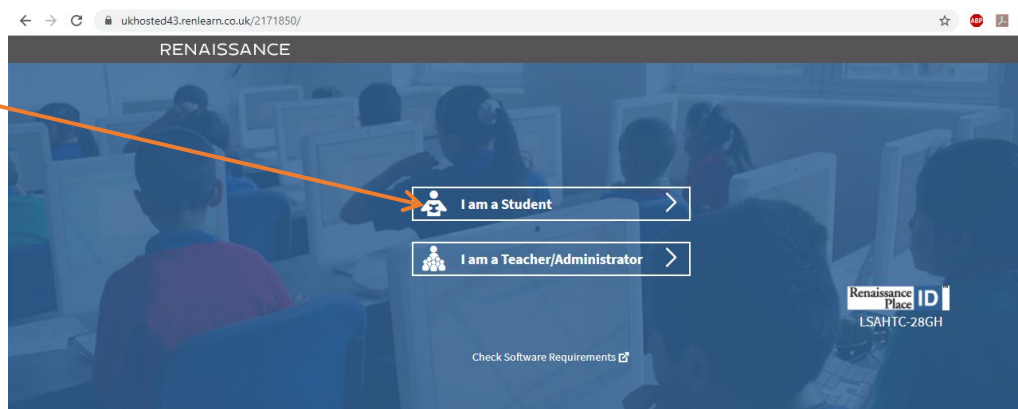 ukhosted43.renlearn.co.uk/2171850/
ABP
RENAISSANCE
I am a Student
I am a Teacher/Administrator
Renaissance
Place ID
LSAHTC-28GH
Check Software Requirements